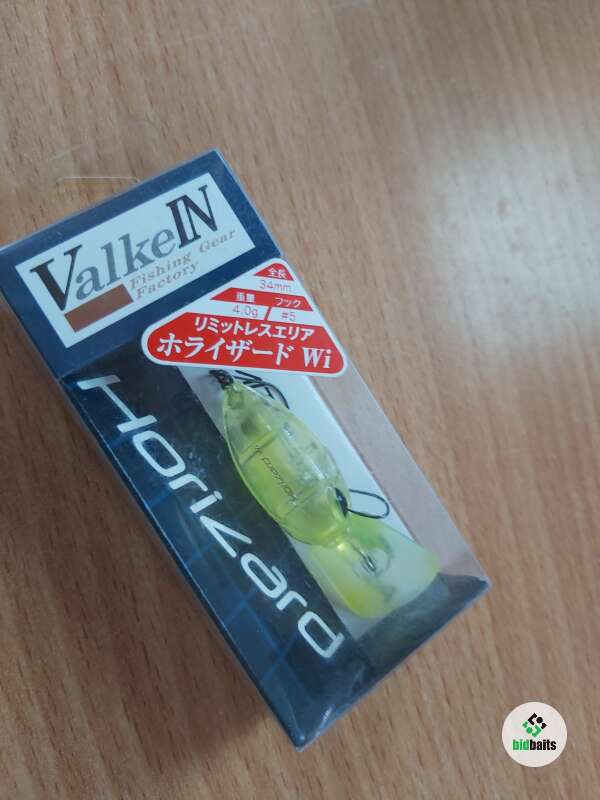 ValkeIN
Fishing Gear
Factory
全長
34mm
重量 フック
4.0g #5
リミットレスエリア
ホライザード Wi
Horizard
bidbaits